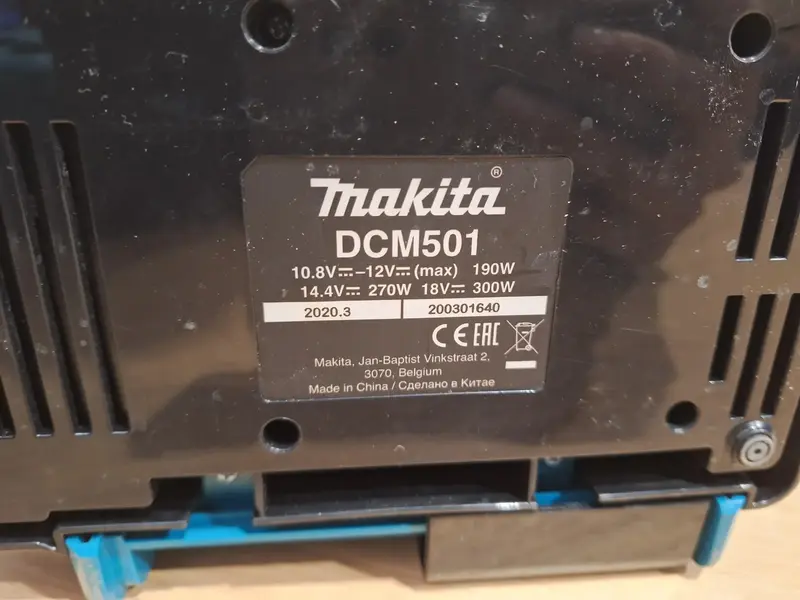 makita®
DCM501
10.8V⎓–12V⎓(max) 190W
14.4V⎓ 270W 18V⎓ 300W
2020.3 200301640
CE EAC
Makita, Jan-Baptist Vinkstraat 2,
3070, Belgium
Made in China / Сделано в Китае